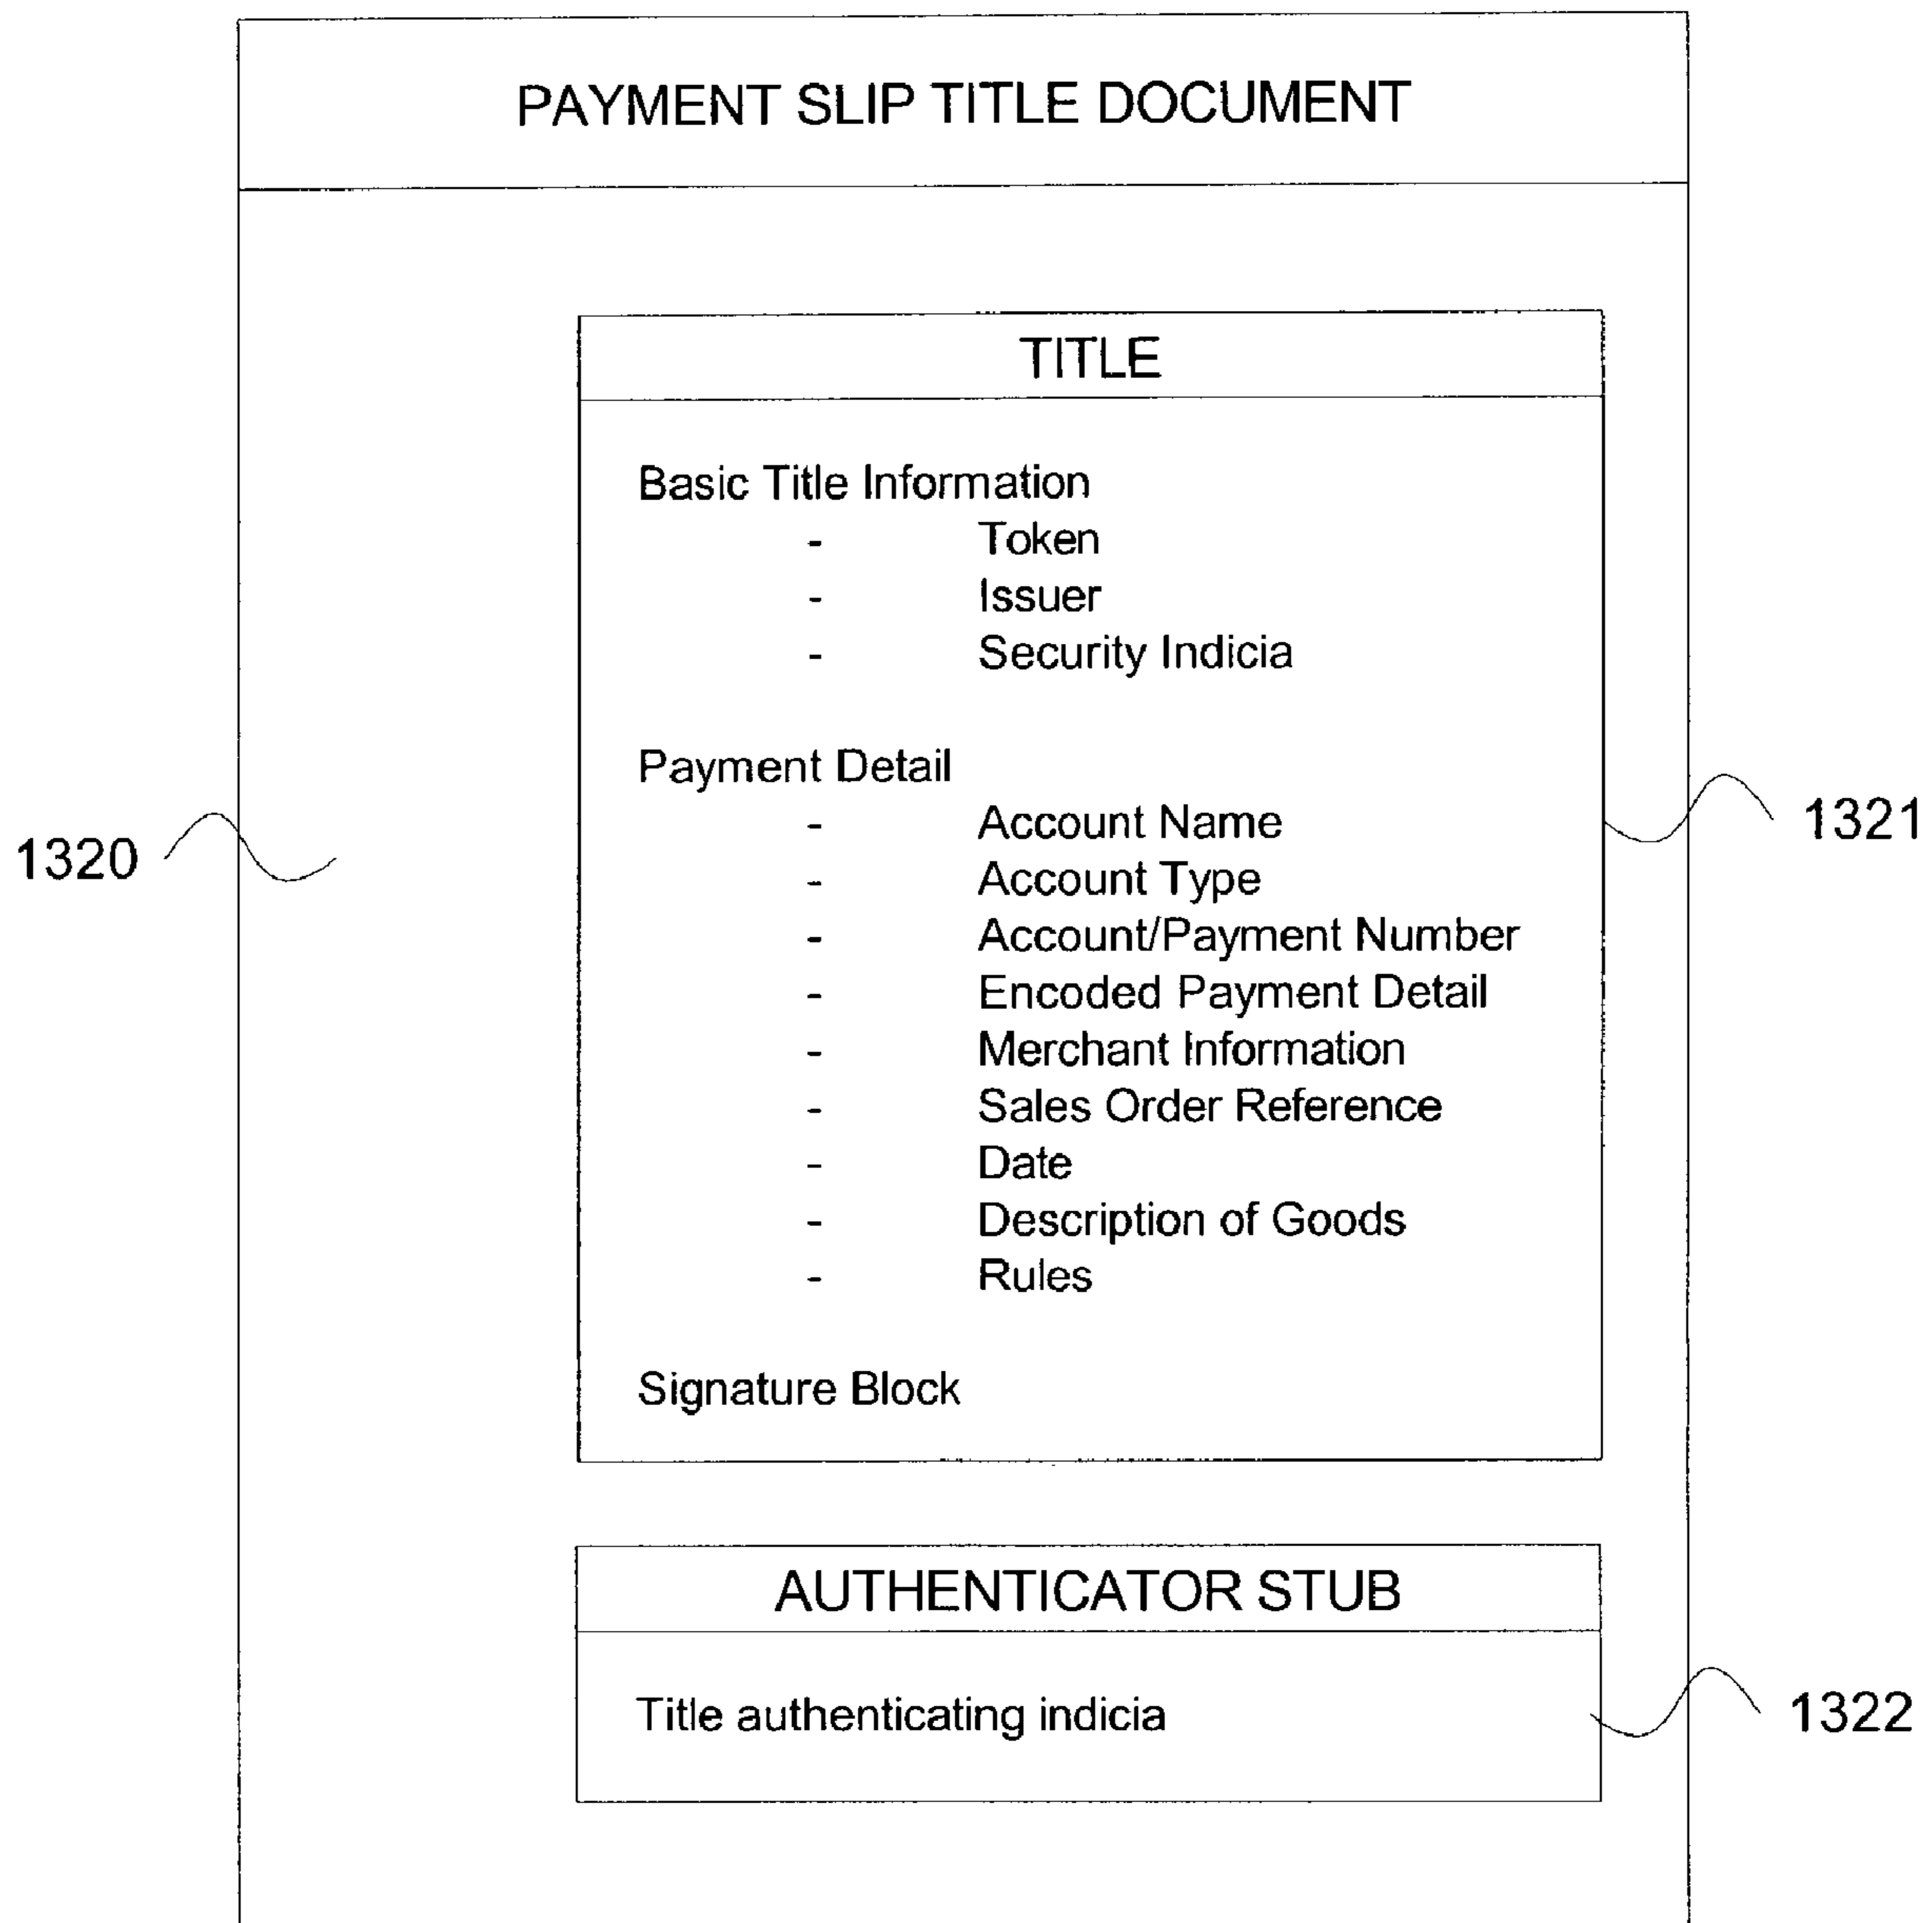 PAYMENT SLIP TITLE DOCUMENT
TITLE
Basic Title Information
- Token
- Issuer
- Security Indicia
Payment Detail
- Account Name
- Account Type
- Account/Payment Number
- Encoded Payment Detail
- Merchant Information
- Sales Order Reference
- Date
- Description of Goods
- Rules
Signature Block
1320
1321
AUTHENTICATOR STUB
Title authenticating indicia
1322